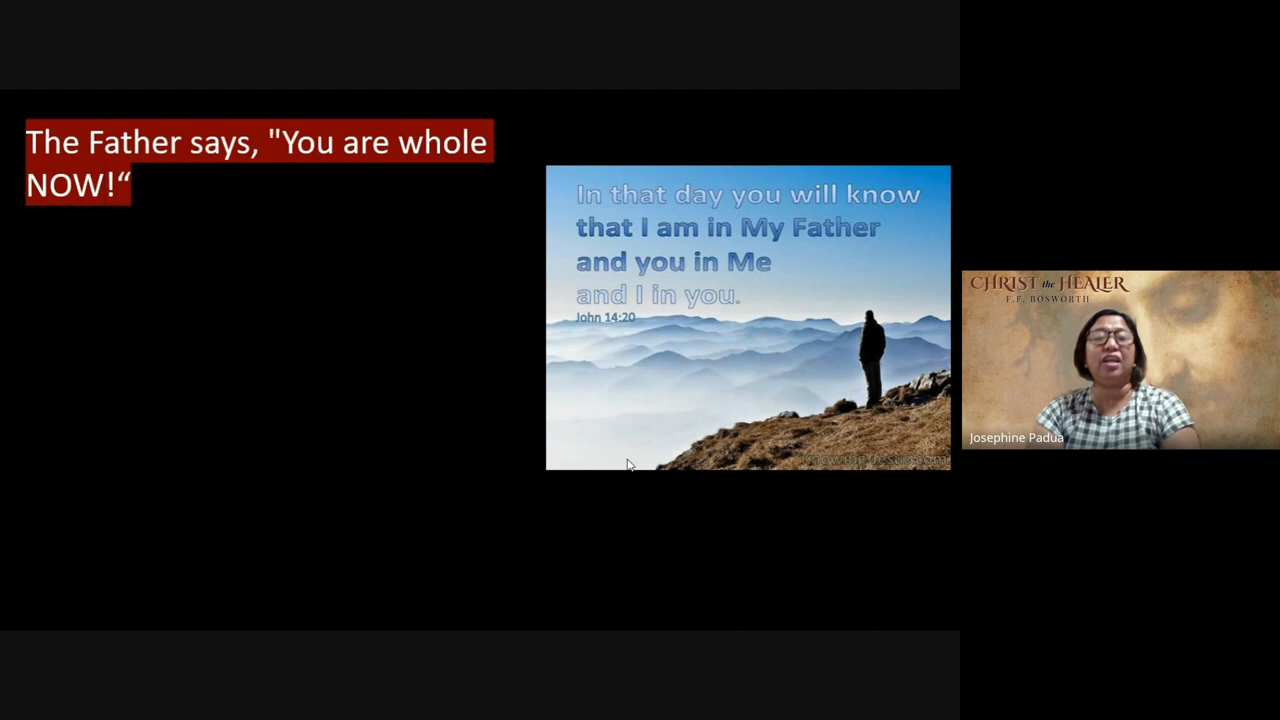 The Father says, "You are whole
NOW!“
In that day you will know
that I am in My Father
and you in Me
and I in you.
John 14:20
CHRIST the HEALER
F.F. BOSWORTH
Josephine Padua